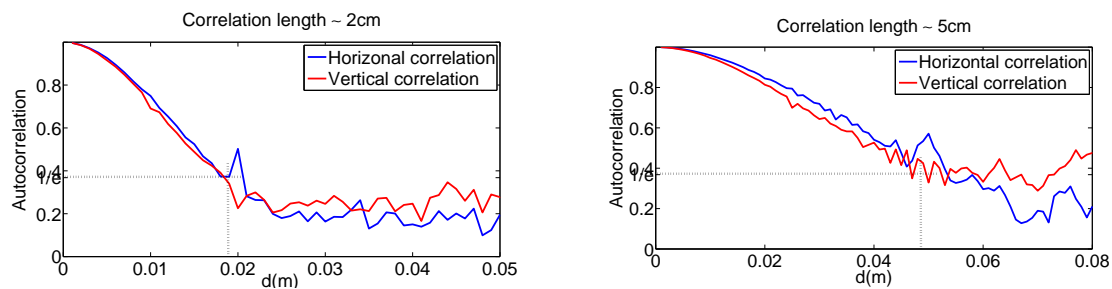 Correlation length ~ 2cm
Horizonal correlation
Vertical correlation
Autocorrelation
0.8
0.6
0.4
1/e
0.2
0
0
0.01
0.02
0.03
0.04
0.05
d(m)
Correlation length ~ 5cm
Horizontal correlation
Vertical correlation
Autocorrelation
0.8
0.6
0.4
1/e
0.2
0
0
0.02
0.04
0.06
0.08
d(m)